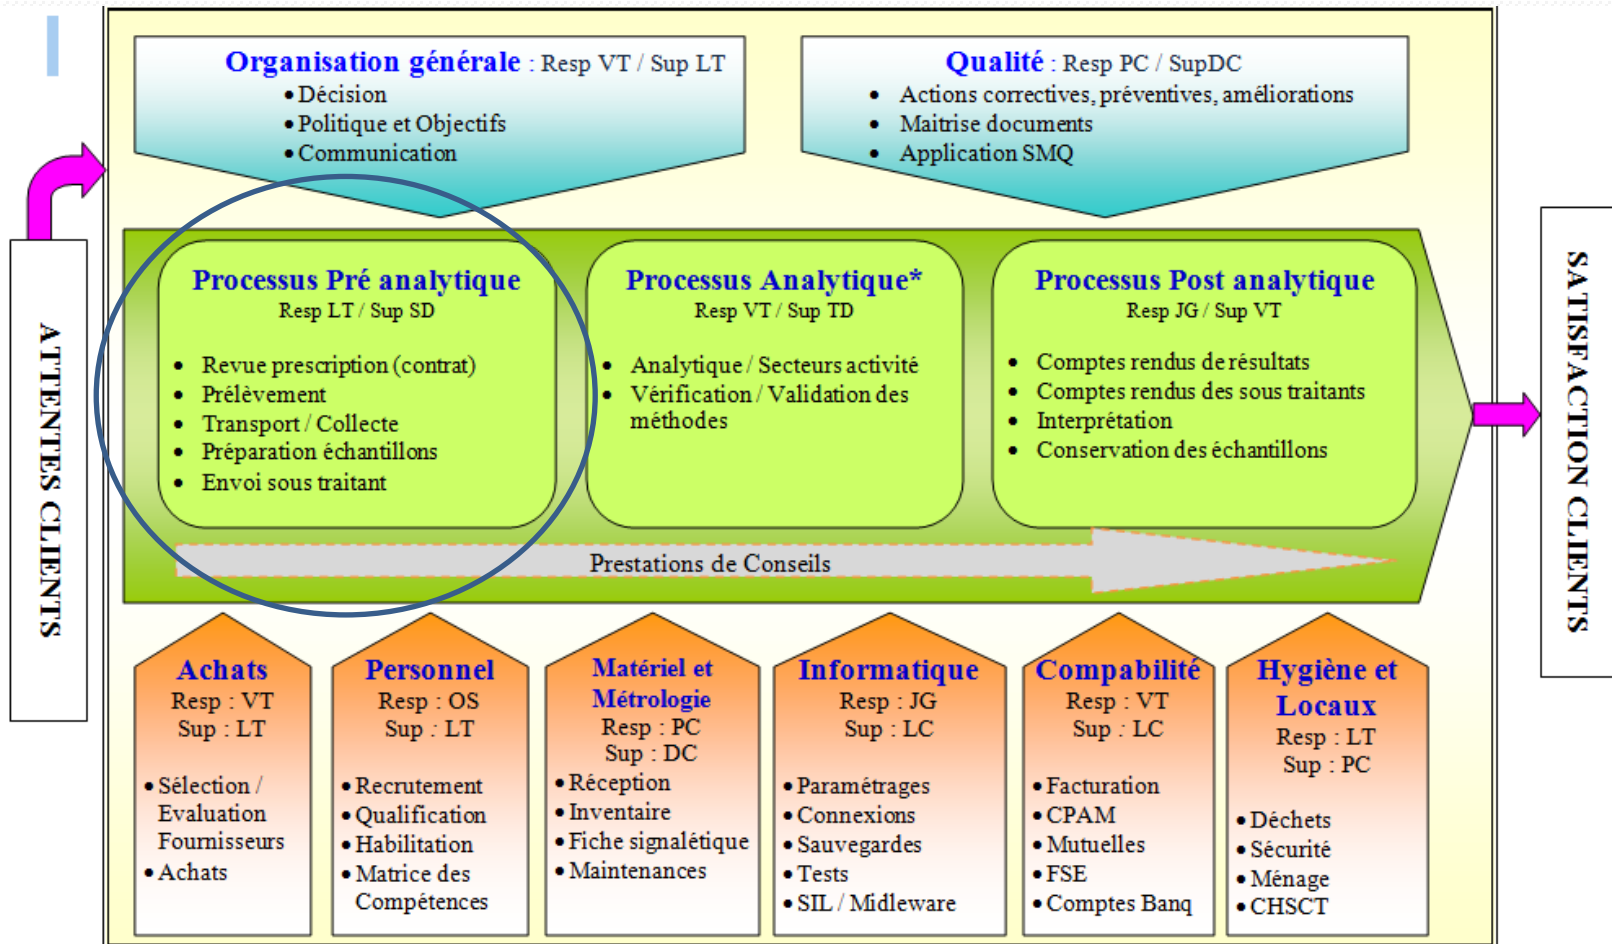 Organisation générale : Resp VT / Sup LT
• Décision
• Politique et Objectifs
• Communication
Qualité : Resp PC / SupDC
• Actions correctives, préventives, améliorations
• Maitrise documents
• Application SMQ
ATTENTES CLIENTS
Processus Pré analytique
Resp LT / Sup SD
• Revue prescription (contrat)
• Prélèvement
• Transport / Collecte
• Préparation échantillons
• Envoi sous traitant
Processus Analytique*
Resp VT / Sup TD
• Analytique / Secteurs activité
• Vérification / Validation des
méthodes
Processus Post analytique
Resp JG / Sup VT
• Comptes rendus de résultats
• Comptes rendus des sous traitants
• Interprétation
• Conservation des échantillons
SATISFACTION CLIENTS
Prestations de Conseils
Achats
Resp : VT
Sup : LT
• Sélection /
Evaluation
Fournisseurs
• Achats
Personnel
Resp : OS
Sup : LT
• Recrutement
• Qualification
• Habilitation
• Matrice des
Compétences
Matériel et
Métrologie
Resp : PC
Sup : DC
• Réception
• Inventaire
• Fiche signalétique
• Maintenances
Informatique
Resp : JG
Sup : LC
• Paramétrages
• Connexions
• Sauvegardes
• Tests
• SIL / Midleware
Compabilité
Resp : VT
Sup : LC
• Facturation
• CPAM
• Mutuelles
• FSE
• Comptes Banq
Hygiène et
Locaux
Resp : LT
Sup : PC
• Déchets
• Sécurité
• Ménage
• CHSCT